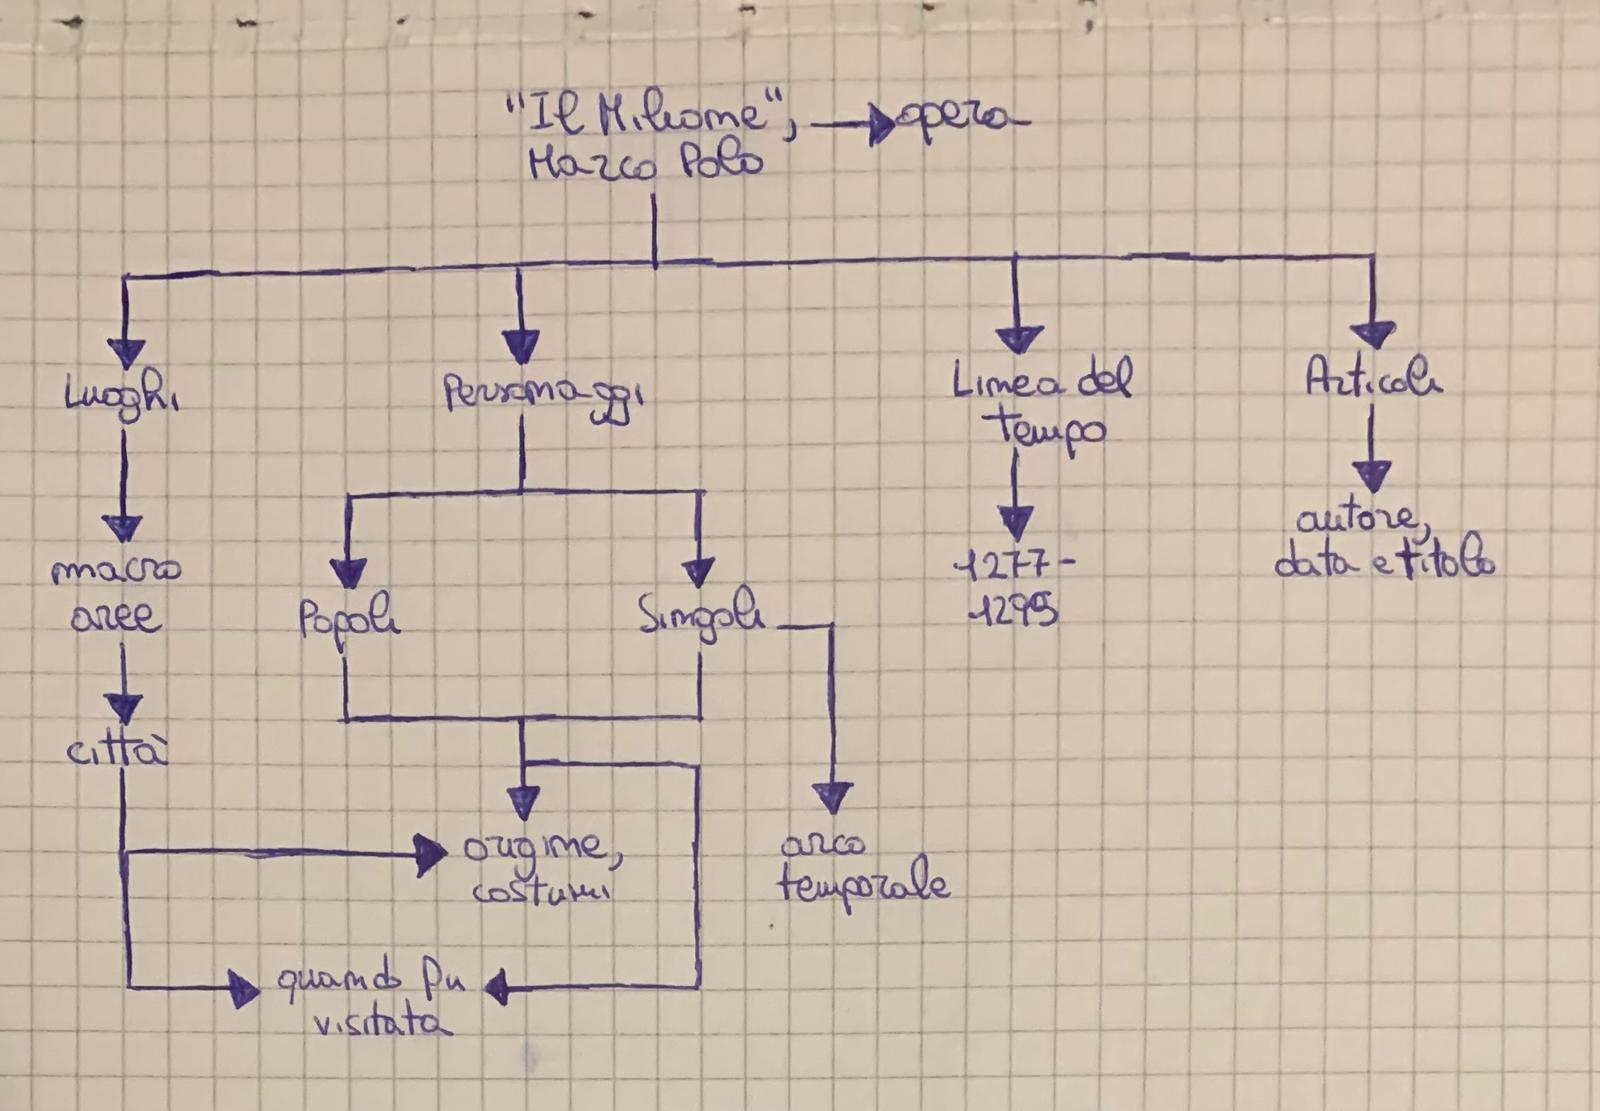 "Il Milione", opera
Marco Polo
Luoghi
Personaggi
Linea del
tempo
Articoli
macro
aree
Popoli
Singoli
1277-
1295
autore,
data e titolo
città
origine,
costumi
arco
temporale
quando fu
visitata